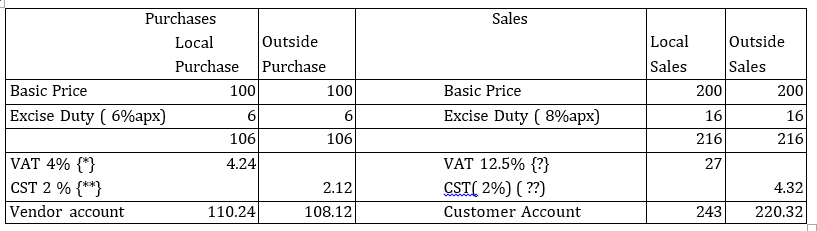 Purchases Sales
Local Outside Local Outside
Purchase Purchase Sales Sales
Basic Price 100 100 Basic Price 200 200
Excise Duty ( 6%apx) 6 6 Excise Duty ( 8%apx) 16 16
106 106 216 216
VAT 4% {*} 4.24 VAT 12.5% {?} 27
CST 2 % {**} 2.12 CST( 2%) ( ??) 4.32
Vendor account 110.24 108.12 Customer Account 243 220.32